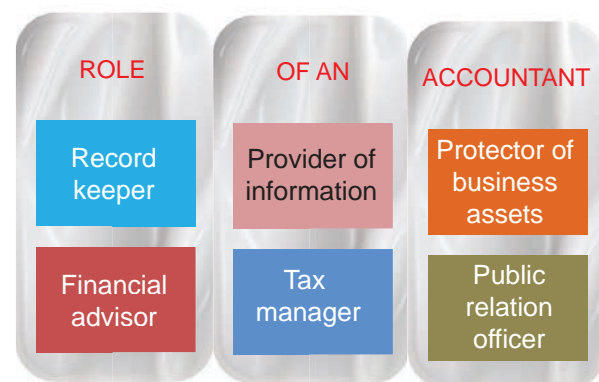 ROLE
OF AN
ACCOUNTANT
Record
keeper
Provider of
information
Protector of
business
assets
Financial
advisor
Tax
manager
Public
relation
officer